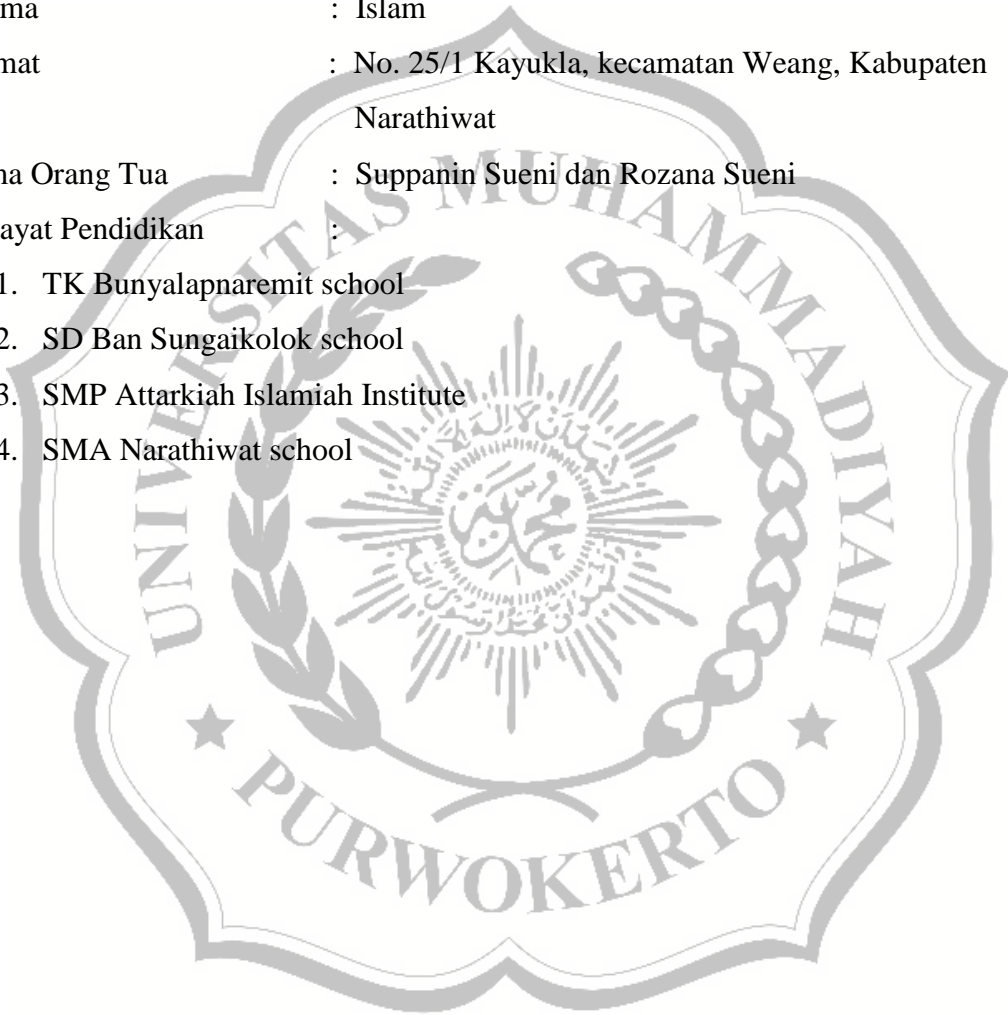 ma : Islam
mat : No. 25/1 Kayukla, kecamatan Weang, Kabupaten
Narathiwat
na Orang Tua : Suppanin Sueni dan Rozana Sueni
ayat Pendidikan :
1. TK Bunyalapnaremit school
2. SD Ban Sungaikolok school
3. SMP Attarkiah Islamiah Institute
4. SMA Narathiwat school
UNIVERSITAS MUHAMMADIYAH
PURWOKERTO